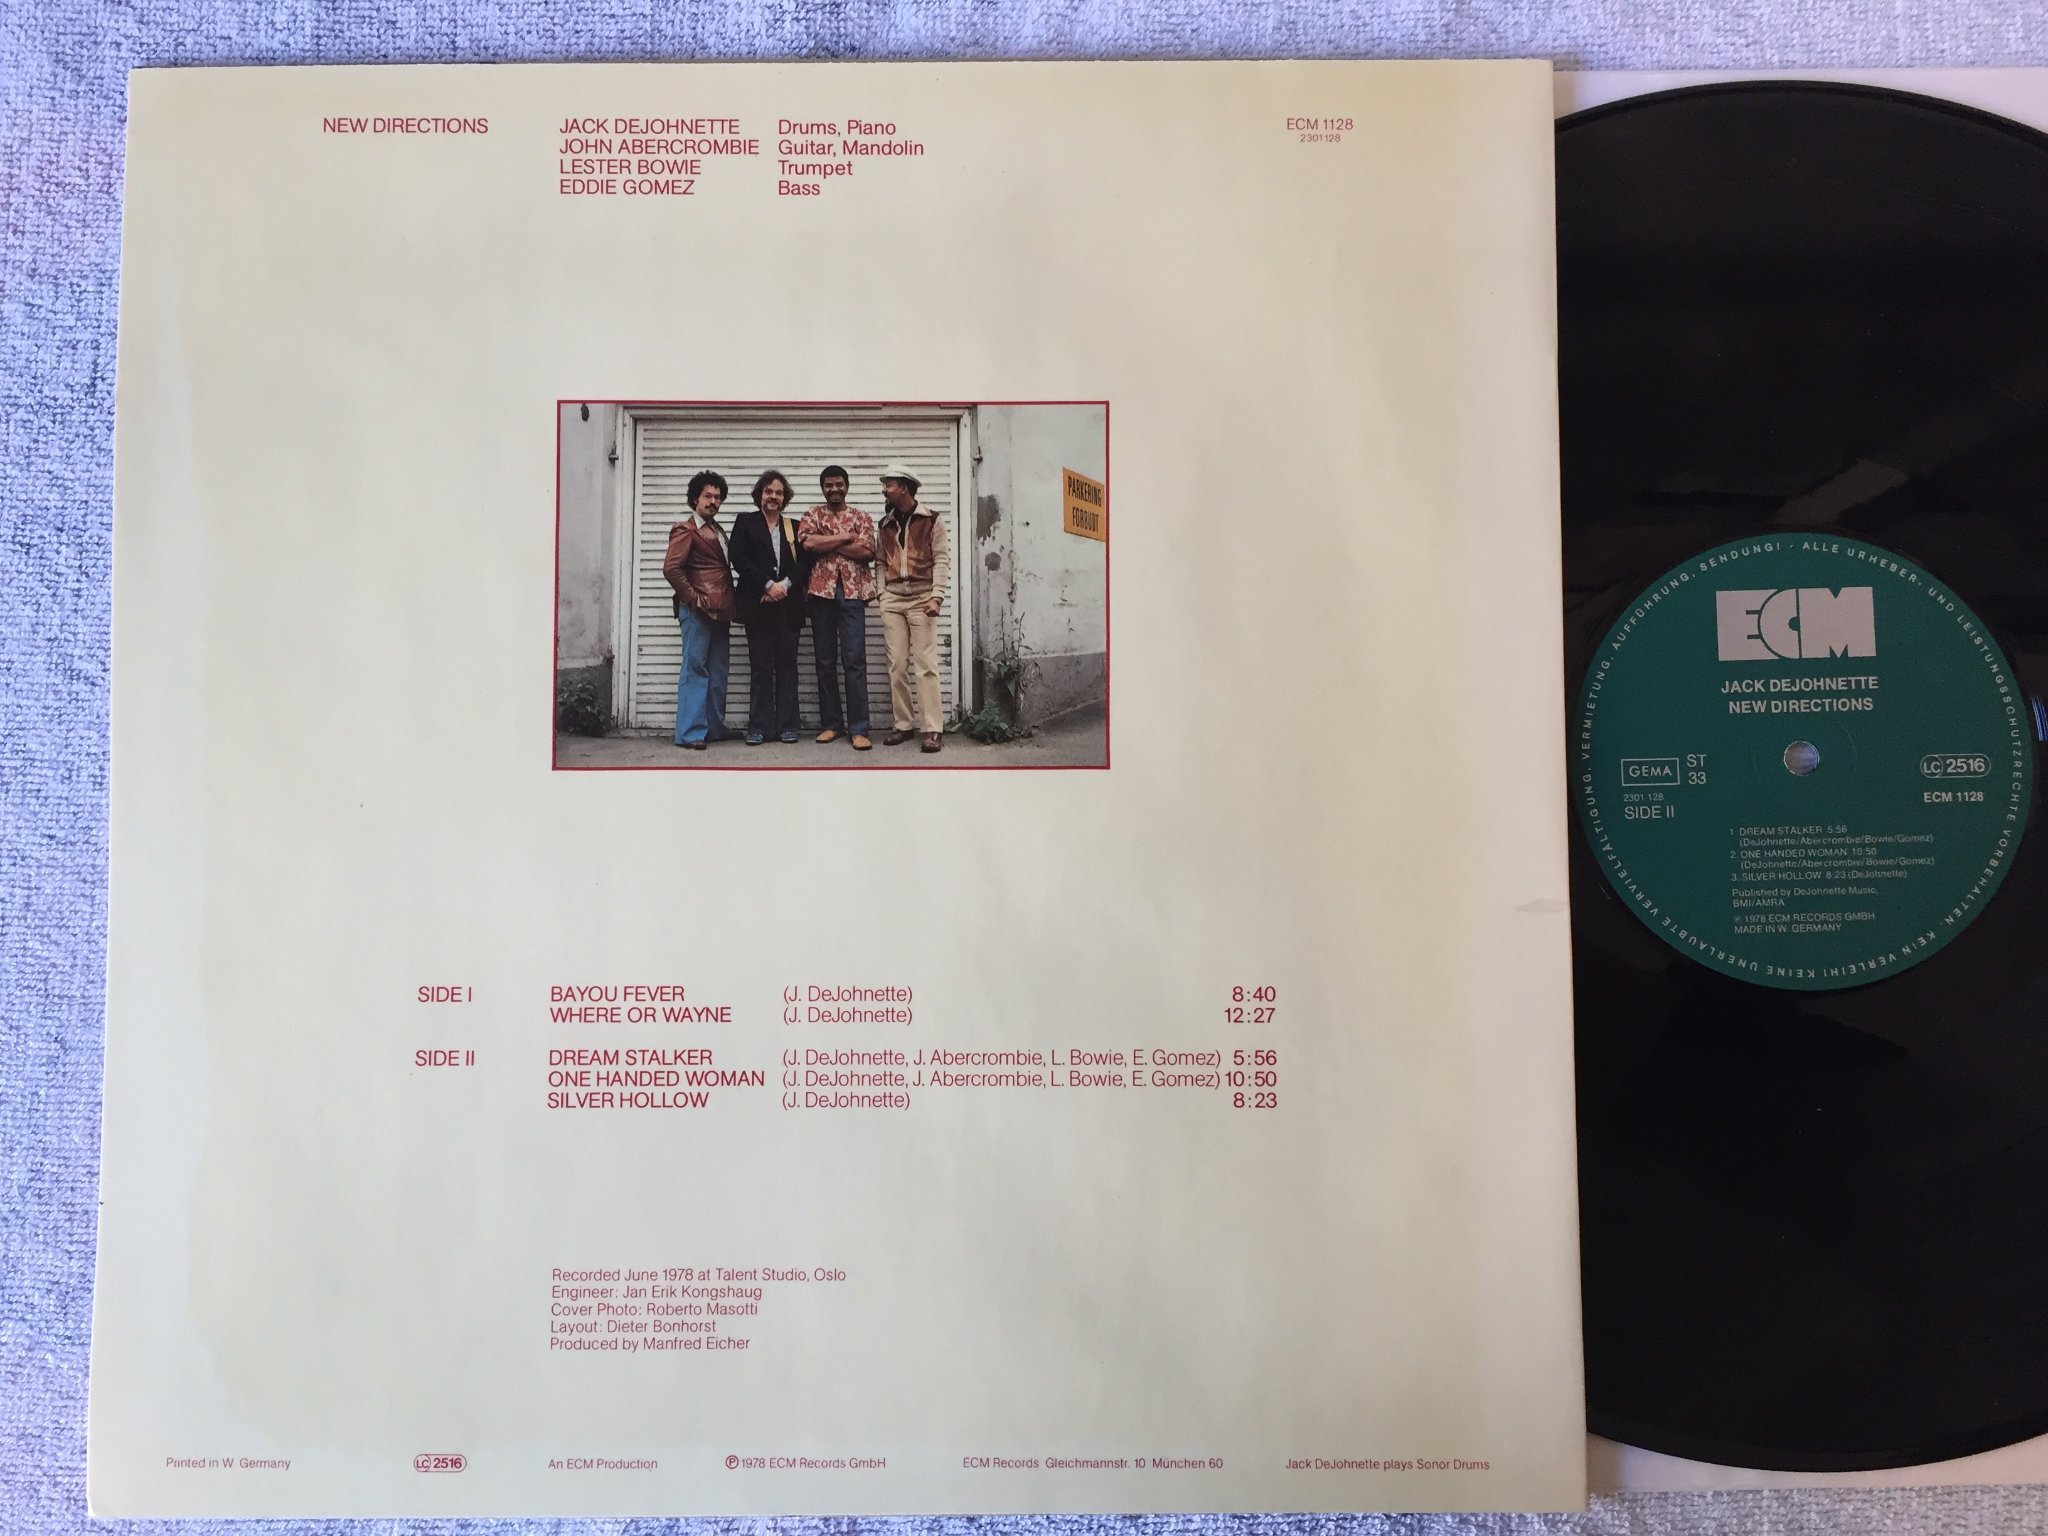 NEW DIRECTIONS
JACK DEJOHNETTE Drums, Piano
JOHN ABERCROMBIE Guitar, Mandolin
LESTER BOWIE Trumpet
EDDIE GOMEZ Bass
ECM 1128
2301128
PARKERING
FORBUDT
SIDE I BAYOU FEVER (J. DeJohnette) 8:40
WHERE OR WAYNE (J. DeJohnette) 12:27
SIDE II DREAM STALKER (J. DeJohnette, J. Abercrombie, L. Bowie, E. Gomez) 5:56
ONE HANDED WOMAN (J. DeJohnette, J. Abercrombie, L. Bowie, E. Gomez) 10:50
SILVER HOLLOW (J. DeJohnette) 8:23
Recorded June 1978 at Talent Studio, Oslo
Engineer: Jan Erik Kongshaug
Cover Photo: Roberto Masotti
Layout: Dieter Bonhorst
Produced by Manfred Eicher
Printed in W. Germany LC 2516 An ECM Production ℗ 1978 ECM Records GmbH ECM Records Gleichmannstr. 10 München 60 Jack DeJohnette plays Sonor Drums
ALLE URHEBER- UND LEISTUNGSSCHUTZRECHTE VORBEHALTEN. KEIN VERLEIH! KEINE UNERLAUBTE VERVIELFÄLTIGUNG, VERMIETUNG, AUFFÜHRUNG, SENDUNG! -
ECM
JACK DEJOHNETTE
NEW DIRECTIONS
GEMA ST
33
LC 2516
2301 128
SIDE II
ECM 1128
1. DREAM STALKER 5:56
(DeJohnette/Abercrombie/Bowie/Gomez)
2. ONE HANDED WOMAN 10:50
(DeJohnette/Abercrombie/Bowie/Gomez)
3. SILVER HOLLOW 8:23 (DeJohnette)
Published by DeJohnette Music,
BMI/AMRA
℗ 1978 ECM RECORDS GMBH
MADE IN W. GERMANY